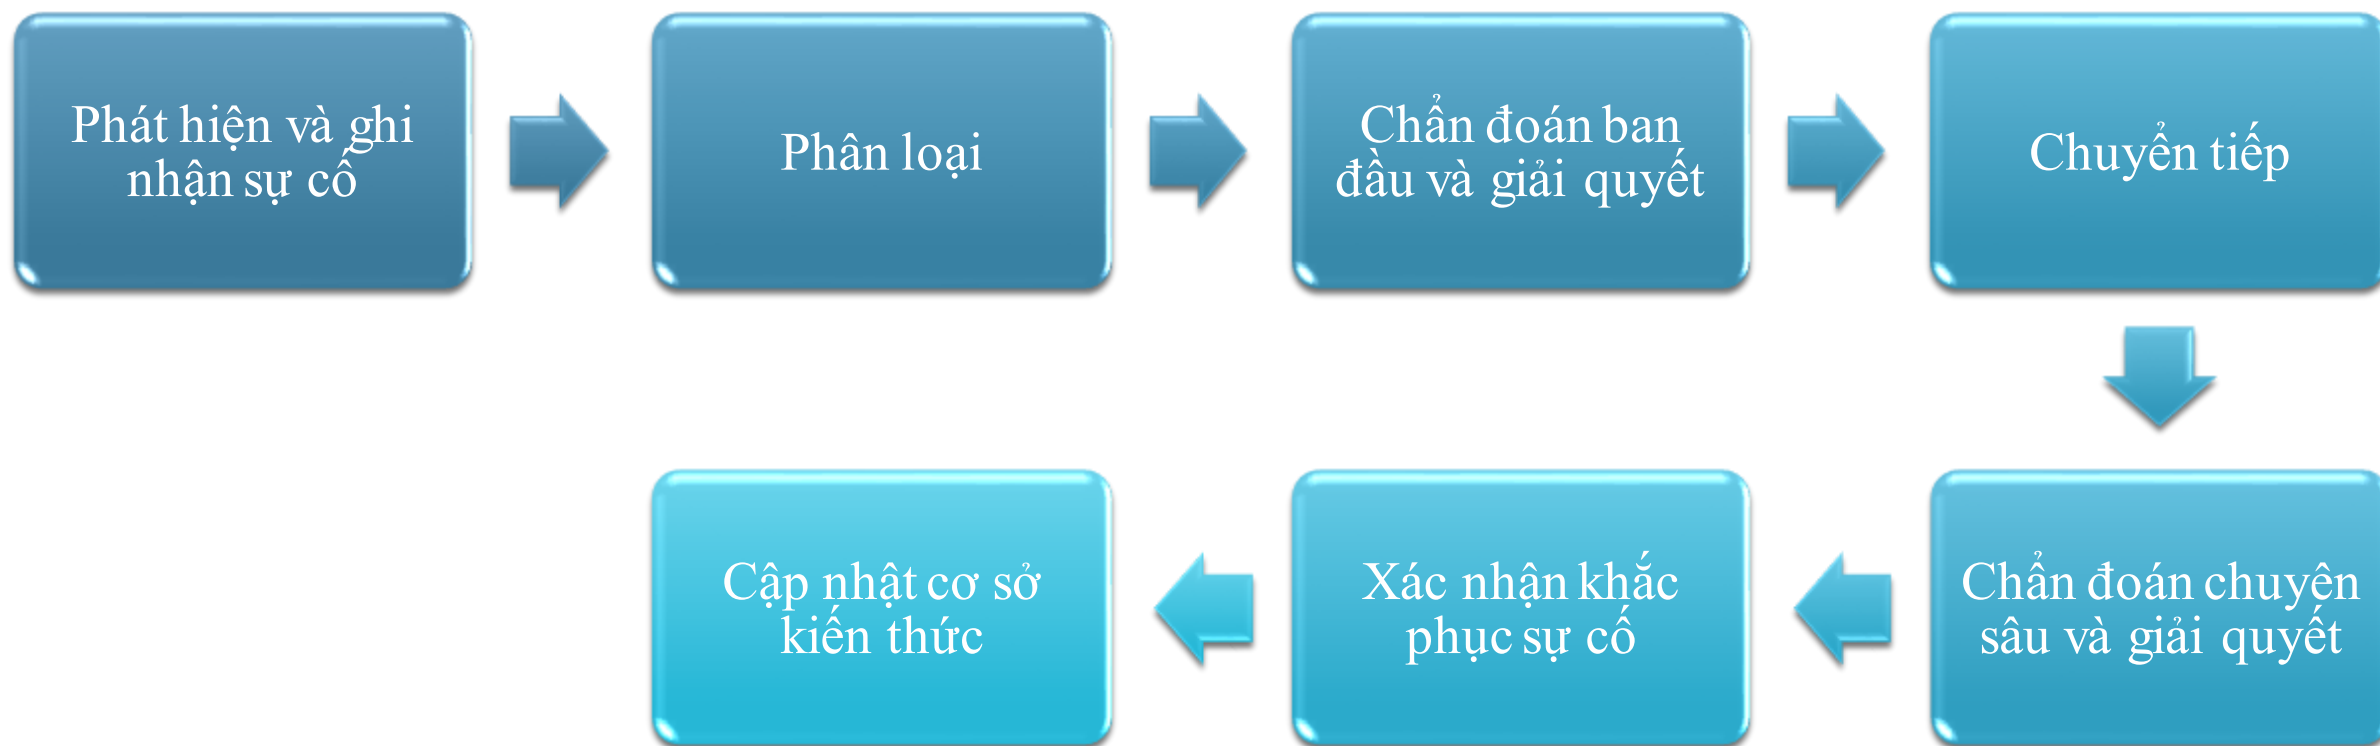 Phát hiện và ghi
nhận sự cố
Phân loại
Chẩn đoán ban
đầu và giải quyết
Chuyển tiếp
Chẩn đoán chuyên
sâu và giải quyết
Xác nhận khắc
phục sự cố
Cập nhật cơ sở
kiến thức